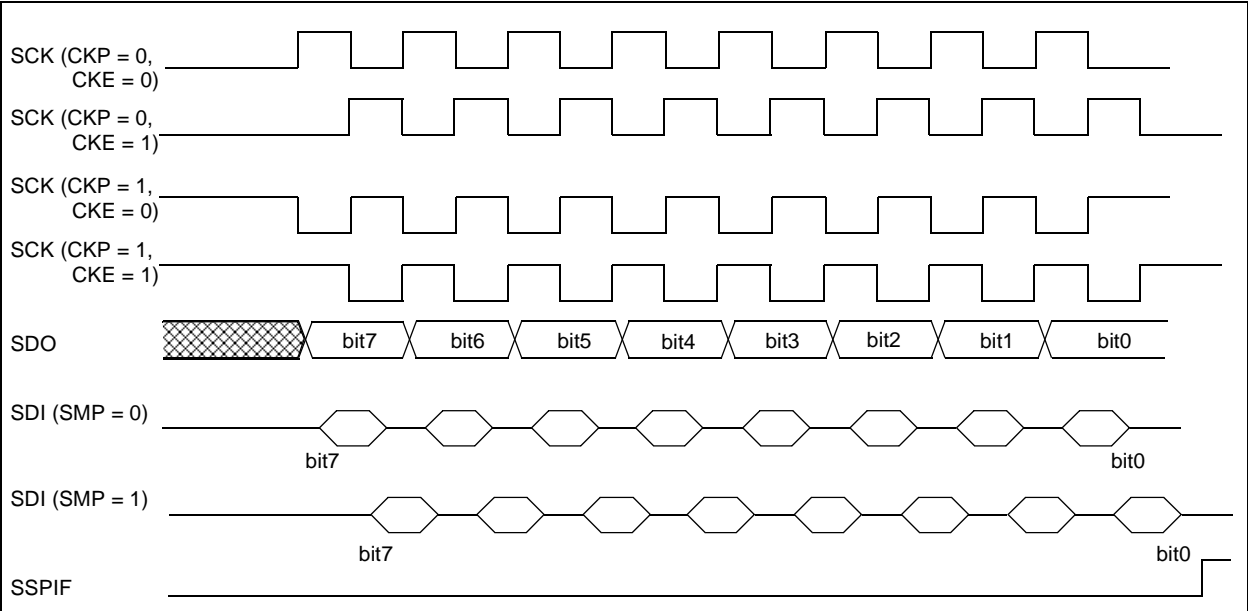 SCK (CKP = 0,
CKE = 0)
SCK (CKP = 0,
CKE = 1)
SCK (CKP = 1,
CKE = 0)
SCK (CKP = 1,
CKE = 1)
SDO bit7 bit6 bit5 bit4 bit3 bit2 bit1 bit0
SDI (SMP = 0)
bit7 bit0
SDI (SMP = 1)
bit7 bit0
SSPIF